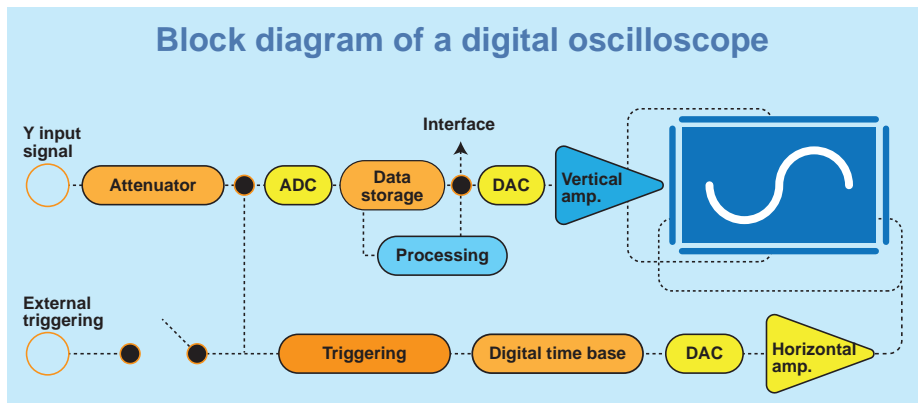 Block diagram of a digital oscilloscope
Interface
Y input
signal
Attenuator
ADC
Data
storage
DAC
Vertical
amp.
Processing
External
triggering
Triggering
Digital time base
DAC
Horizontal
amp.